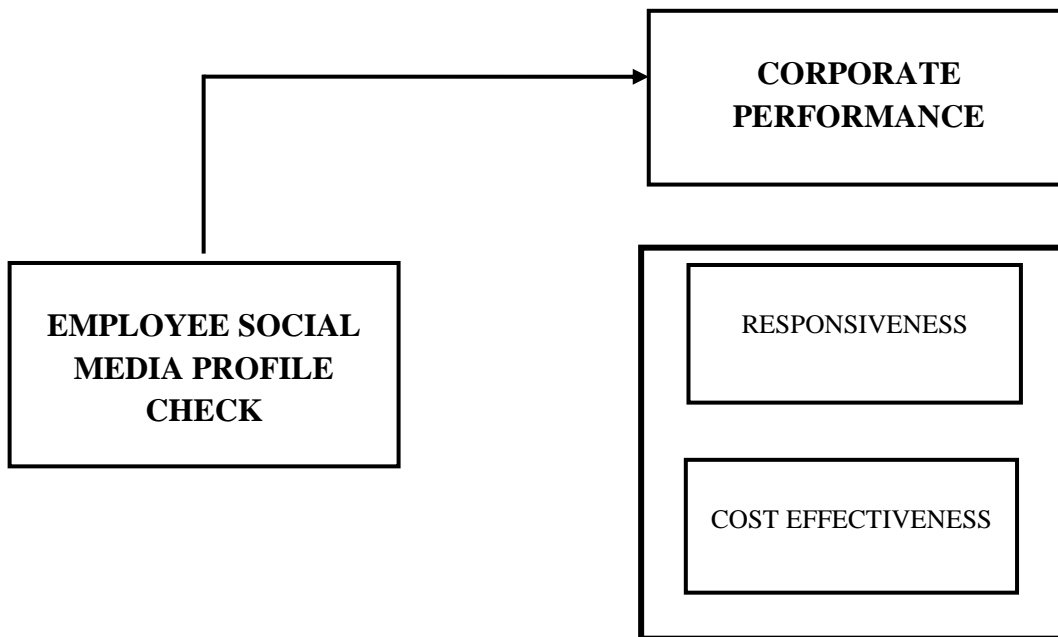 CORPORATE
PERFORMANCE
EMPLOYEE SOCIAL
MEDIA PROFILE
CHECK
RESPONSIVENESS
COST EFFECTIVENESS